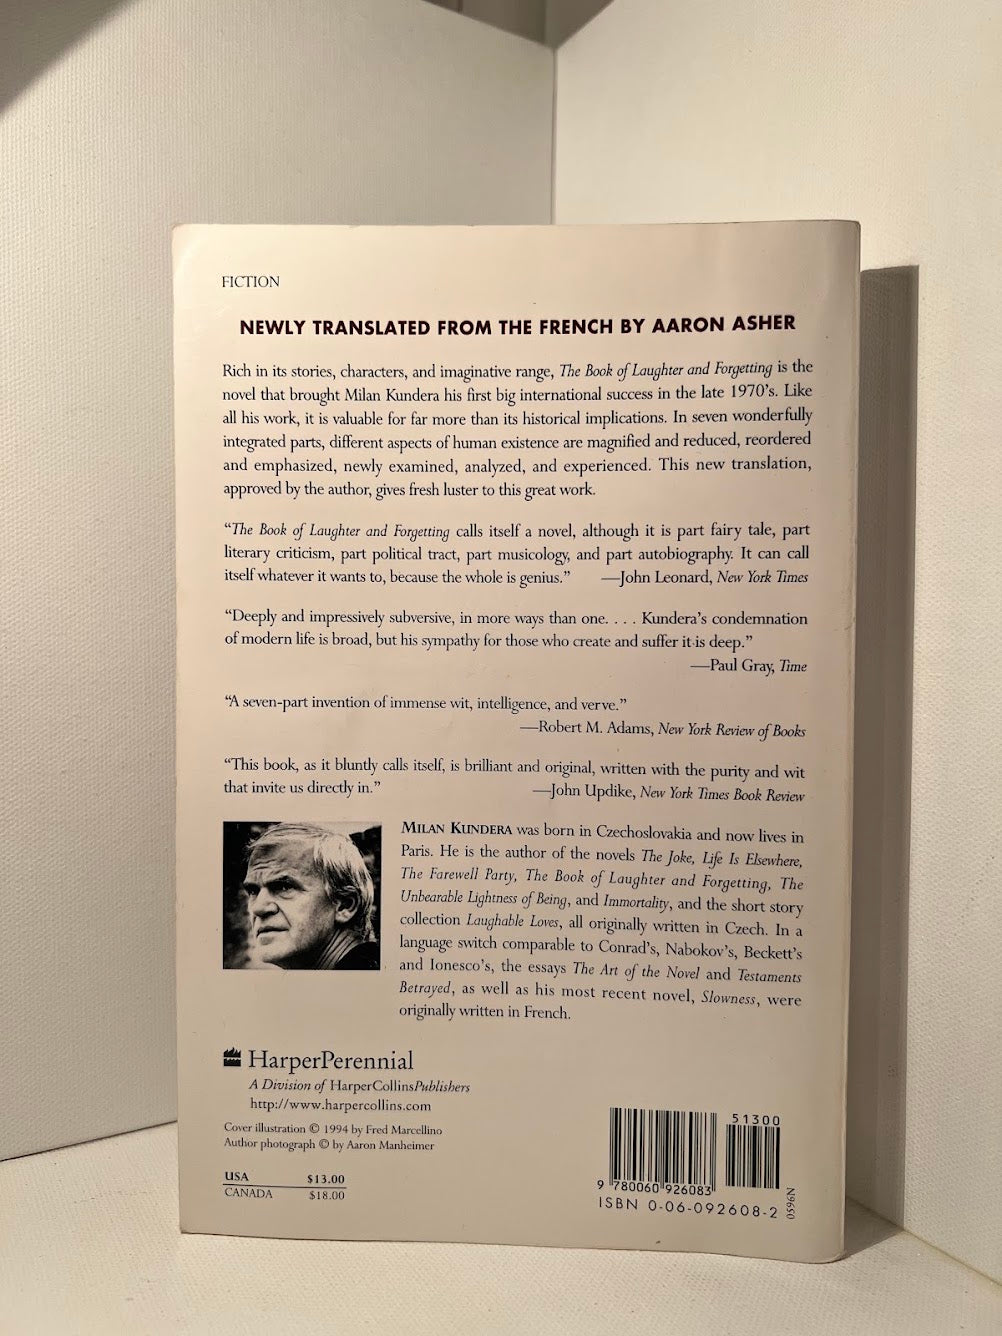 FICTION
NEWLY TRANSLATED FROM THE FRENCH BY AARON ASHER
Rich in its stories, characters, and imaginative range, The Book of Laughter and Forgetting is the
novel that brought Milan Kundera his first big international success in the late 1970's. Like
all his work, it is valuable for far more than its historical implications. In seven wonderfully
integrated parts, different aspects of human existence are magnified and reduced, reordered
and emphasized, newly examined, analyzed, and experienced. This new translation,
approved by the author, gives fresh luster to this great work.
“The Book of Laughter and Forgetting calls itself a novel, although it is part fairy tale, part
literary criticism, part political tract, part musicology, and part autobiography. It can call
itself whatever it wants to, because the whole is genius.” —John Leonard, New York Times
“Deeply and impressively subversive, in more ways than one. . . . Kundera's condemnation
of modern life is broad, but his sympathy for those who create and suffer it is deep.”
—Paul Gray, Time
“A seven-part invention of immense wit, intelligence, and verve.”
—Robert M. Adams, New York Review of Books
“This book, as it bluntly calls itself, is brilliant and original, written with the purity and wit
that invite us directly in.” —John Updike, New York Times Book Review
MILAN KUNDERA was born in Czechoslovakia and now lives in
Paris. He is the author of the novels The Joke, Life Is Elsewhere,
The Farewell Party, The Book of Laughter and Forgetting, The
Unbearable Lightness of Being, and Immortality, and the short story
collection Laughable Loves, all originally written in Czech. In a
language switch comparable to Conrad's, Nabokov's, Beckett's
and Ionesco's, the essays The Art of the Novel and Testaments
Betrayed, as well as his most recent novel, Slowness, were
originally written in French.
HarperPerennial
A Division of HarperCollinsPublishers
http://www.harpercollins.com
Cover illustration © 1994 by Fred Marcellino
Author photograph © by Aaron Manheimer
USA $13.00
CANADA $18.00
51300
9 780060 926083
ISBN 0-06-092608-2
0596N